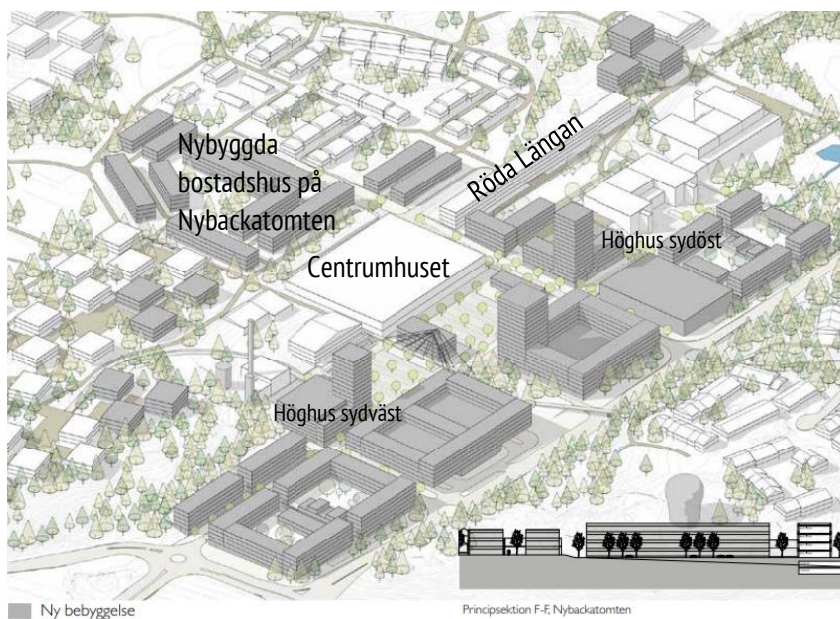 Nybyggda
bostadshus på
Nybackatomten
Röda Längan
Höghus sydöst
Centrumhuset
Höghus sydväst
Ny bebyggelse
Principsektion F-F, Nybackatomten